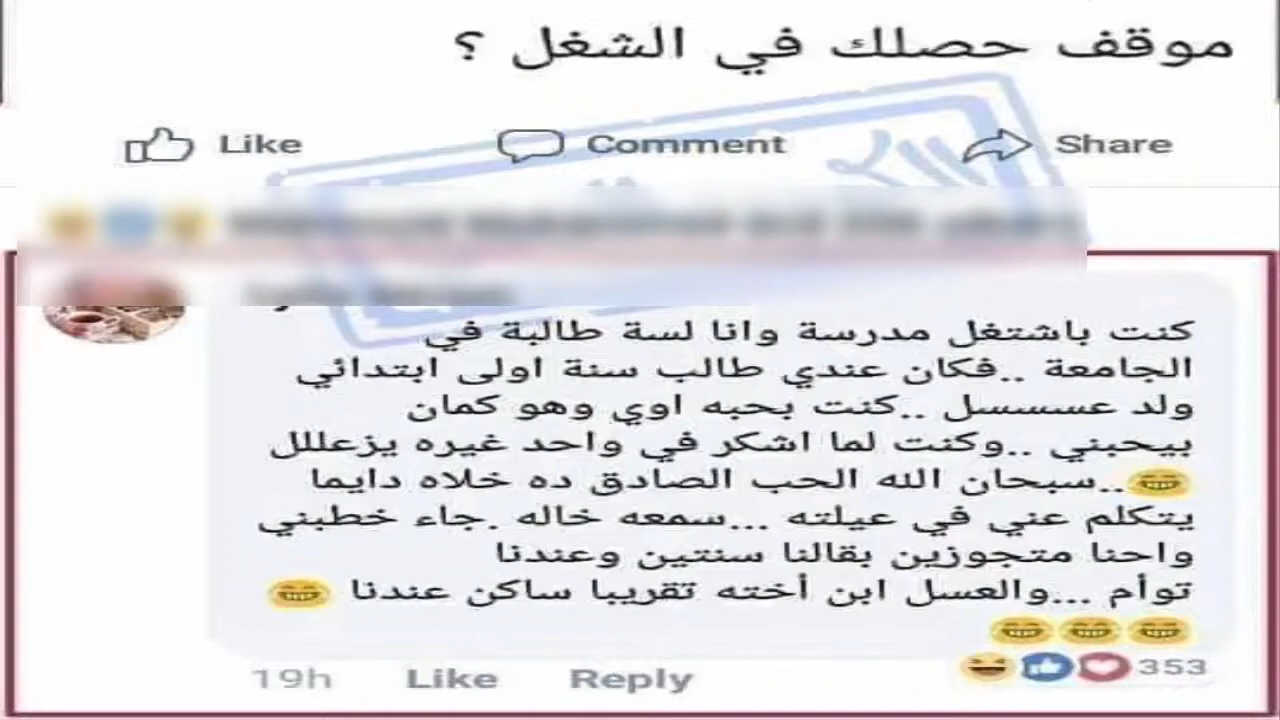 موقف حصلك في الشغل ؟
Like Comment Share
كنت باشتغل مدرسة وانا لسة طالبة في
الجامعة ..فكان عندي طالب سنة اولى ابتدائي
ولد عسسسل ..كنت بحبه اوي وهو كمان
بيحبني ..وكنت لما اشكر في واحد غيره يزعللل
😂..سبحان الله الحب الصادق ده خلاه دايما
يتكلم عني في عيلته ...سمعه خاله .جاء خطبني
واحنا متجوزين بقالنا سنتين وعندنا
توأم ...والعسل ابن أخته تقريبا ساكن عندنا 😂
😂😂😂
19h Like Reply 353